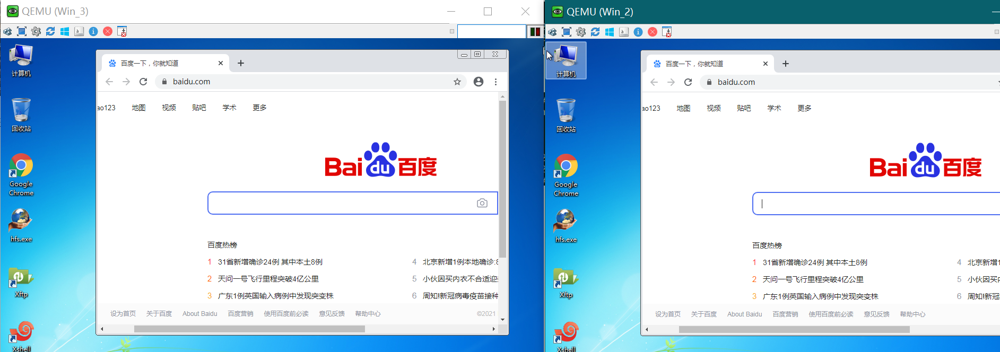 QEMU (Win_3)
计算机
回收站
Google
Chrome
hfs.exe
Xftp
Xshell
百度一下，你就知道
baidu.com
ao123 地图 视频 贴吧 学术 更多
Bai du 百度
百度热榜
1 31省新增确诊24例 其中本土8例
2 天问一号飞行里程突破4亿公里
3 广东1例英国输入病例中发现突变株
4 北京新增1例本地确诊:
5 小伙因买内衣不合适迎
6 周知!新冠病毒疫苗接种
设为首页 关于百度 About Baidu 百度营销 使用百度前必读 意见反馈 帮助中心 ©2021
QEMU (Win_2)
计算机
回收站
Google
Chrome
hfs.exe
Xftp
Xshell
百度一下，你就知道
baidu.com
ao123 地图 视频 贴吧 学术 更多
Bai du 百度
百度热榜
1 31省新增确诊24例 其中本土8例
2 天问一号飞行里程突破4亿公里
3 广东1例英国输入病例中发现突变株
4 北京新增1
5 小伙因买内
6 周知!新冠
设为首页 关于百度 About Baidu 百度营销 使用百度前必读 意见反馈 帮助中心